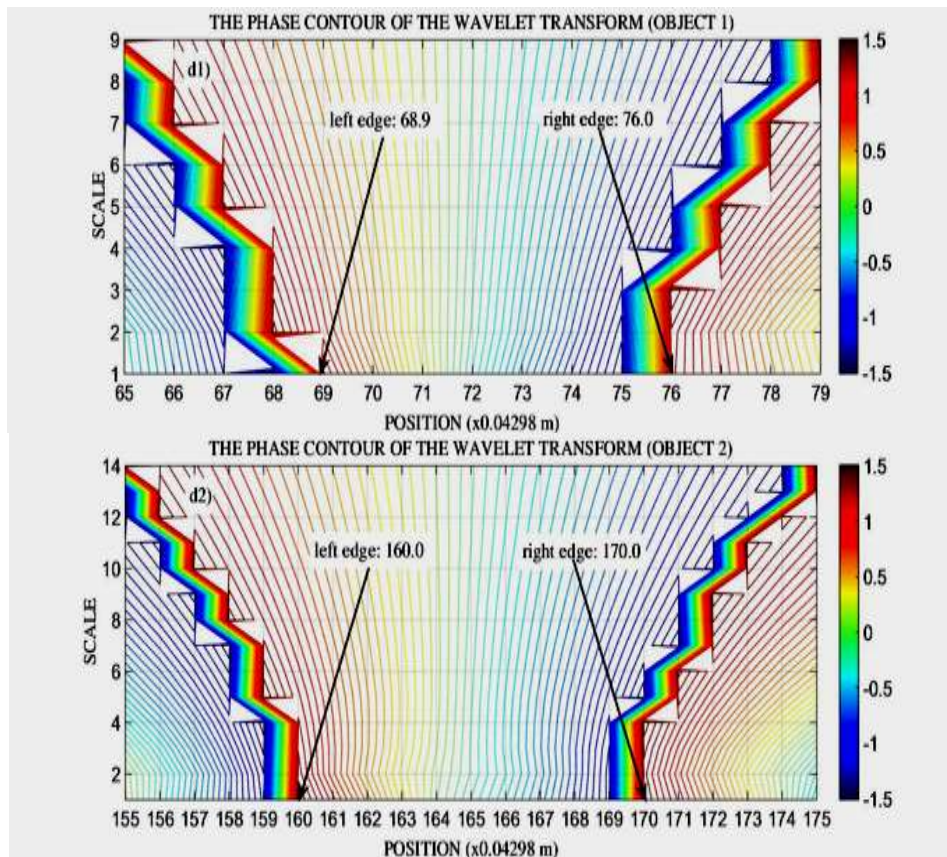 THE PHASE CONTOUR OF THE WAVELET TRANSFORM (OBJECT 1)
9
8
7
6
5
4
3
2
1
SCALE
d1)
left edge: 68.9
right edge: 76.0
1.5
1
0.5
0
-0.5
-1
-1.5
65 66 67 68 69 70 71 72 73 74 75 76 77 78 79
POSITION (x0.04298 m)
THE PHASE CONTOUR OF THE WAVELET TRANSFORM (OBJECT 2)
14
12
10
8
6
4
2
SCALE
d2)
left edge: 160.0
right edge: 170.0
1.5
1
0.5
0
-0.5
-1
-1.5
155 156 157 158 159 160 161 162 163 164 165 166 167 168 169 170 171 172 173 174 175
POSITION (x0.04298 m)